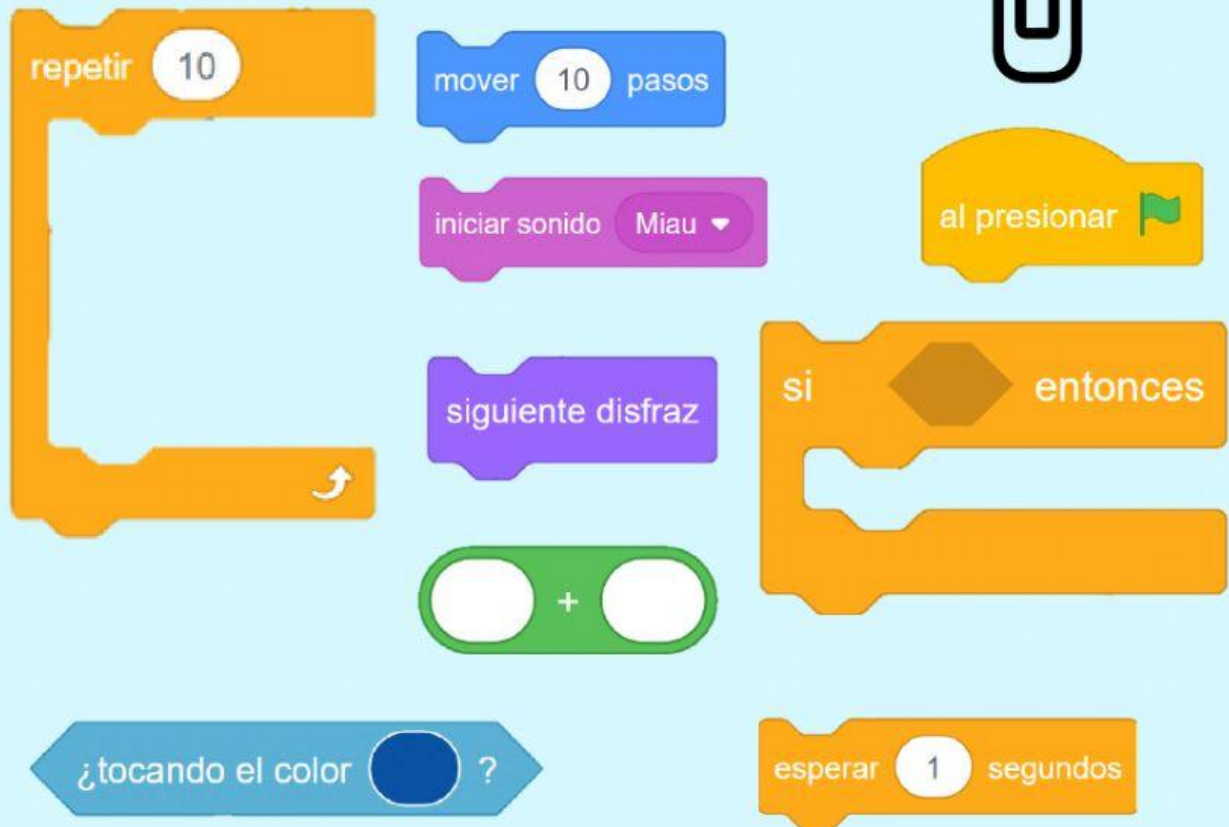 repetir 10
mover 10 pasos
al presionar
iniciar sonido Miau
si entonces
siguiente disfraz
+
¿tocando el color ?
esperar 1 segundos